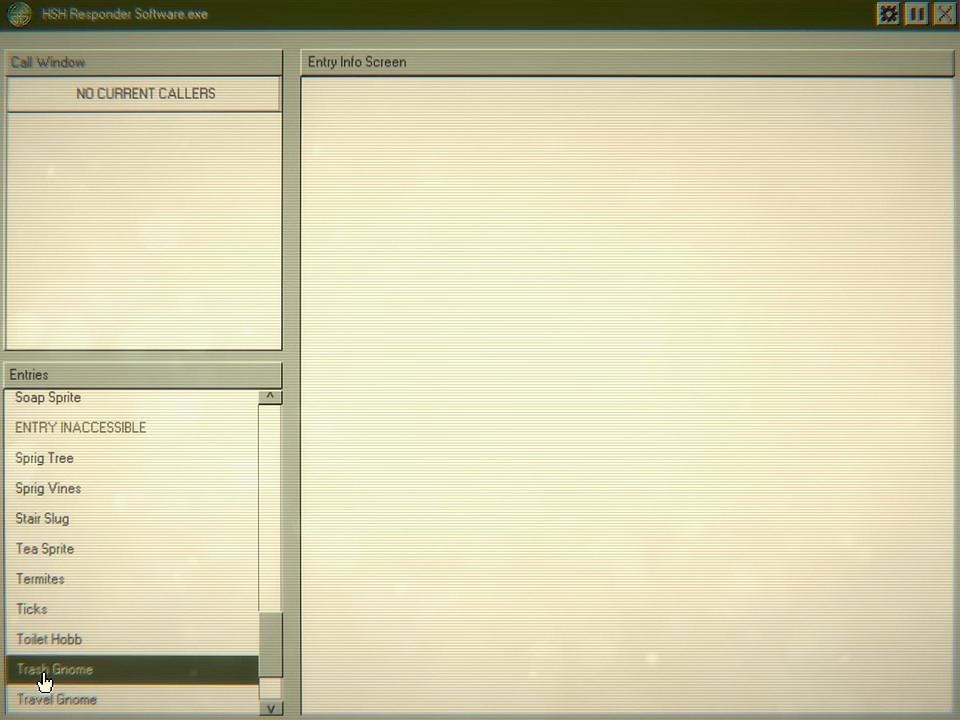 HSH Responder Software.exe
Call Window
NO CURRENT CALLERS
Entry Info Screen
Entries
Soap Sprite
ENTRY INACCESSIBLE
Sprig Tree
Sprig Vines
Stair Slug
Tea Sprite
Termites
Ticks
Toilet Hobb
Trash Gnome
Travel Gnome